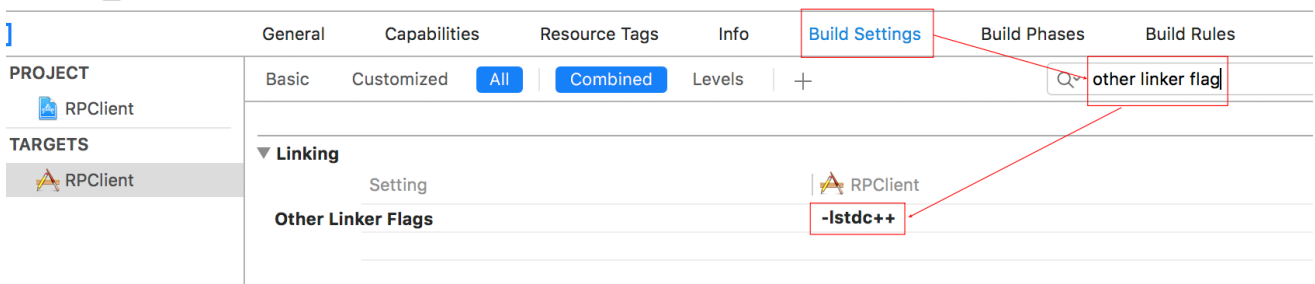 General Capabilities Resource Tags Info Build Settings Build Phases Build Rules
PROJECT
Basic Customized All Combined Levels + other linker flag
RPClient
TARGETS
Linking
RPClient
Setting RPClient
Other Linker Flags -lstdc++